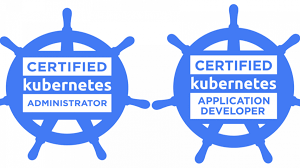 CERTIFIED
kubernetes
ADMINISTRATOR
CERTIFIED
kubernetes
APPLICATION
DEVELOPER